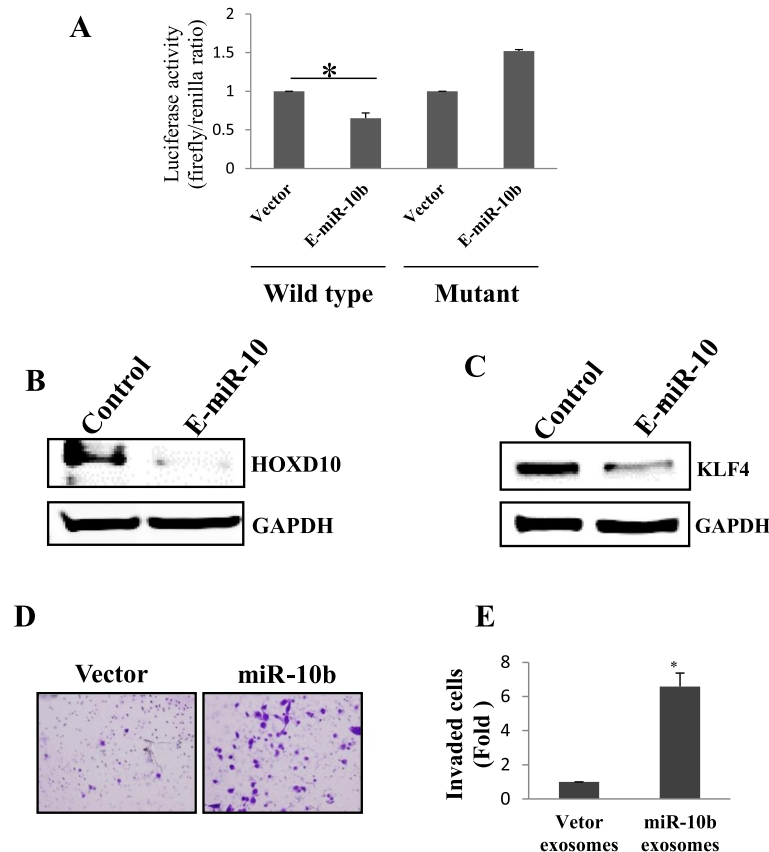 A
Luciferase activity
(firefly/renilla ratio)
2
1.5
1
0.5
0
*
Vector
E-miR-10b
Vector
E-miR-10b
Wild type
Mutant
B
Control
E-miR-10
HOXD10
GAPDH
C
Control
E-miR-10
KLF4
GAPDH
D
Vector
miR-10b
E
Invaded cells
(Fold )
8
6
4
2
0
*
Vetor
exosomes
miR-10b
exosomes